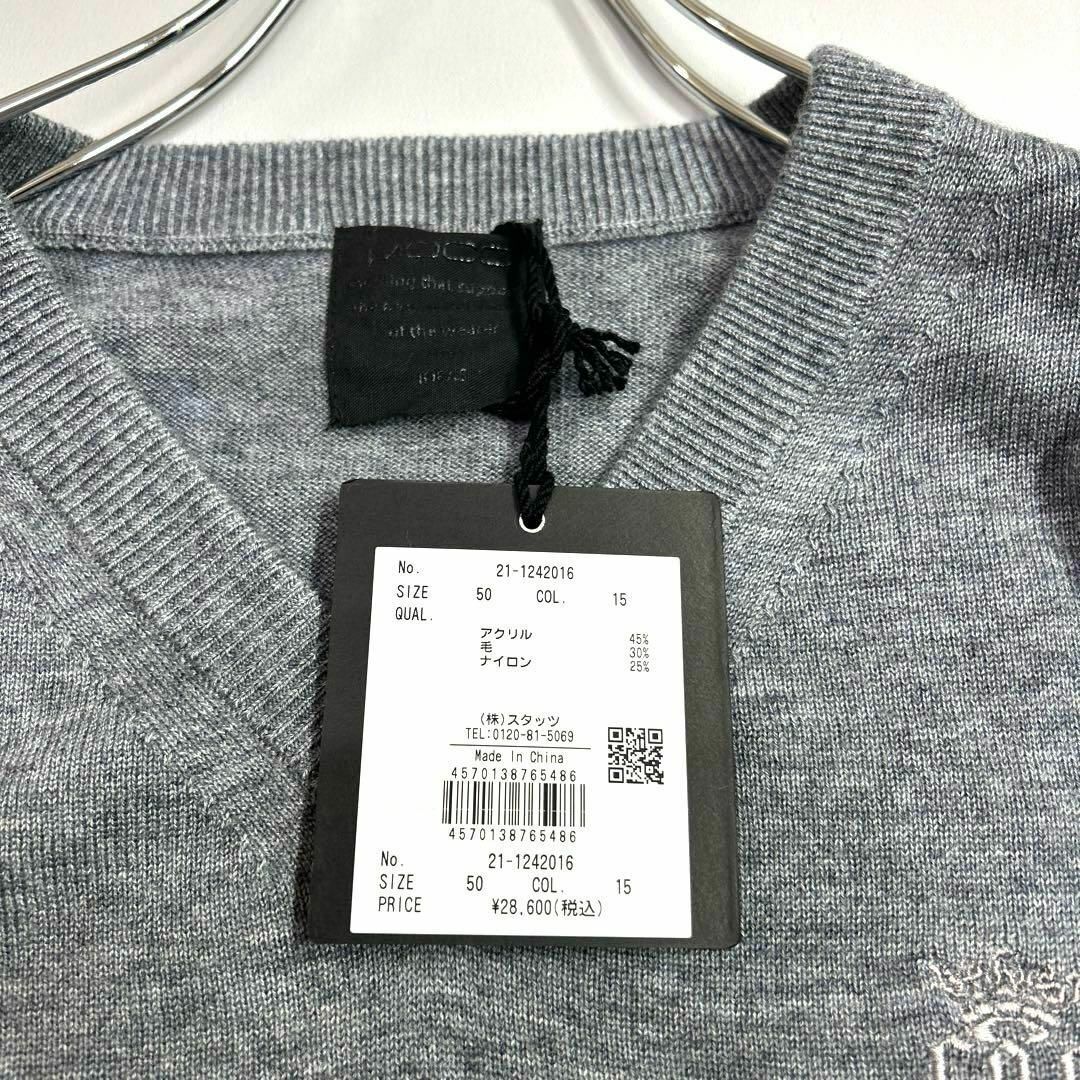 of the wearer
No. 21-1242016
SIZE 50 COL. 15
QUAL.
アクリル 45%
毛 30%
ナイロン 25%
(株)スタッツ
TEL:0120-81-5069
Made In China
4570138765486
4570138765486
No. 21-1242016
SIZE 50 COL. 15
PRICE ¥28,600(税込)